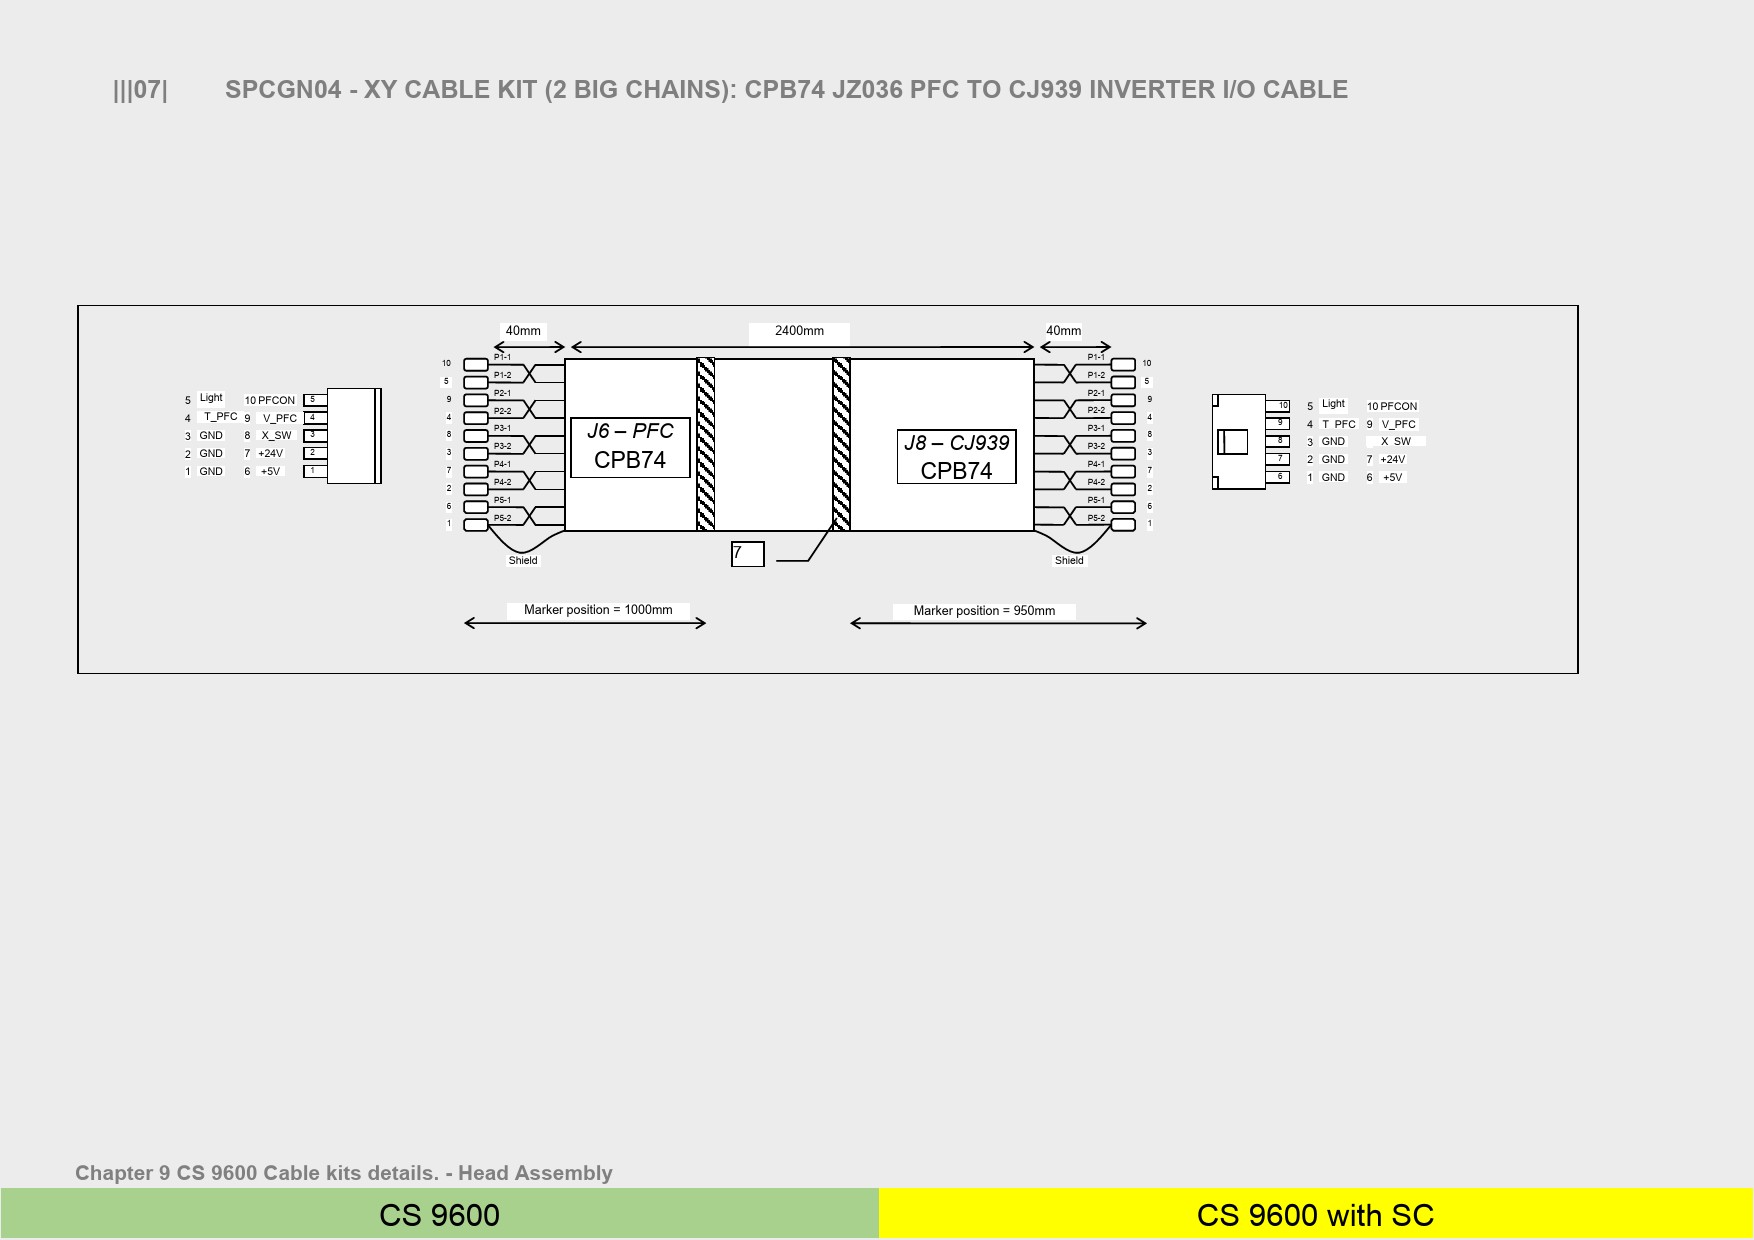 |||07| SPCGN04 - XY CABLE KIT (2 BIG CHAINS): CPB74 JZ036 PFC TO CJ939 INVERTER I/O CABLE
40mm 2400mm 40mm
10 P1-1 P1-1 10
5 P1-2 P1-2 5
9 P2-1 P2-1 9
4 P2-2 P2-2 4
8 P3-1 P3-1 8
3 P3-2 P3-2 3
7 P4-1 P4-1 7
2 P4-2 P4-2 2
6 P5-1 P5-1 6
1 P5-2 P5-2 1
5 Light 10 PFCON 5
4 T_PFC 9 V_PFC 4
3 GND 8 X_SW 3
2 GND 7 +24V 2
1 GND 6 +5V 1
J6 – PFC
CPB74
J8 – CJ939
CPB74
10 5 Light 10 PFCON
9 4 T_PFC 9 V_PFC
8 3 GND X_SW
7 2 GND 7 +24V
6 1 GND 6 +5V
7
Shield Shield
Marker position = 1000mm Marker position = 950mm
Chapter 9 CS 9600 Cable kits details. - Head Assembly
CS 9600 CS 9600 with SC